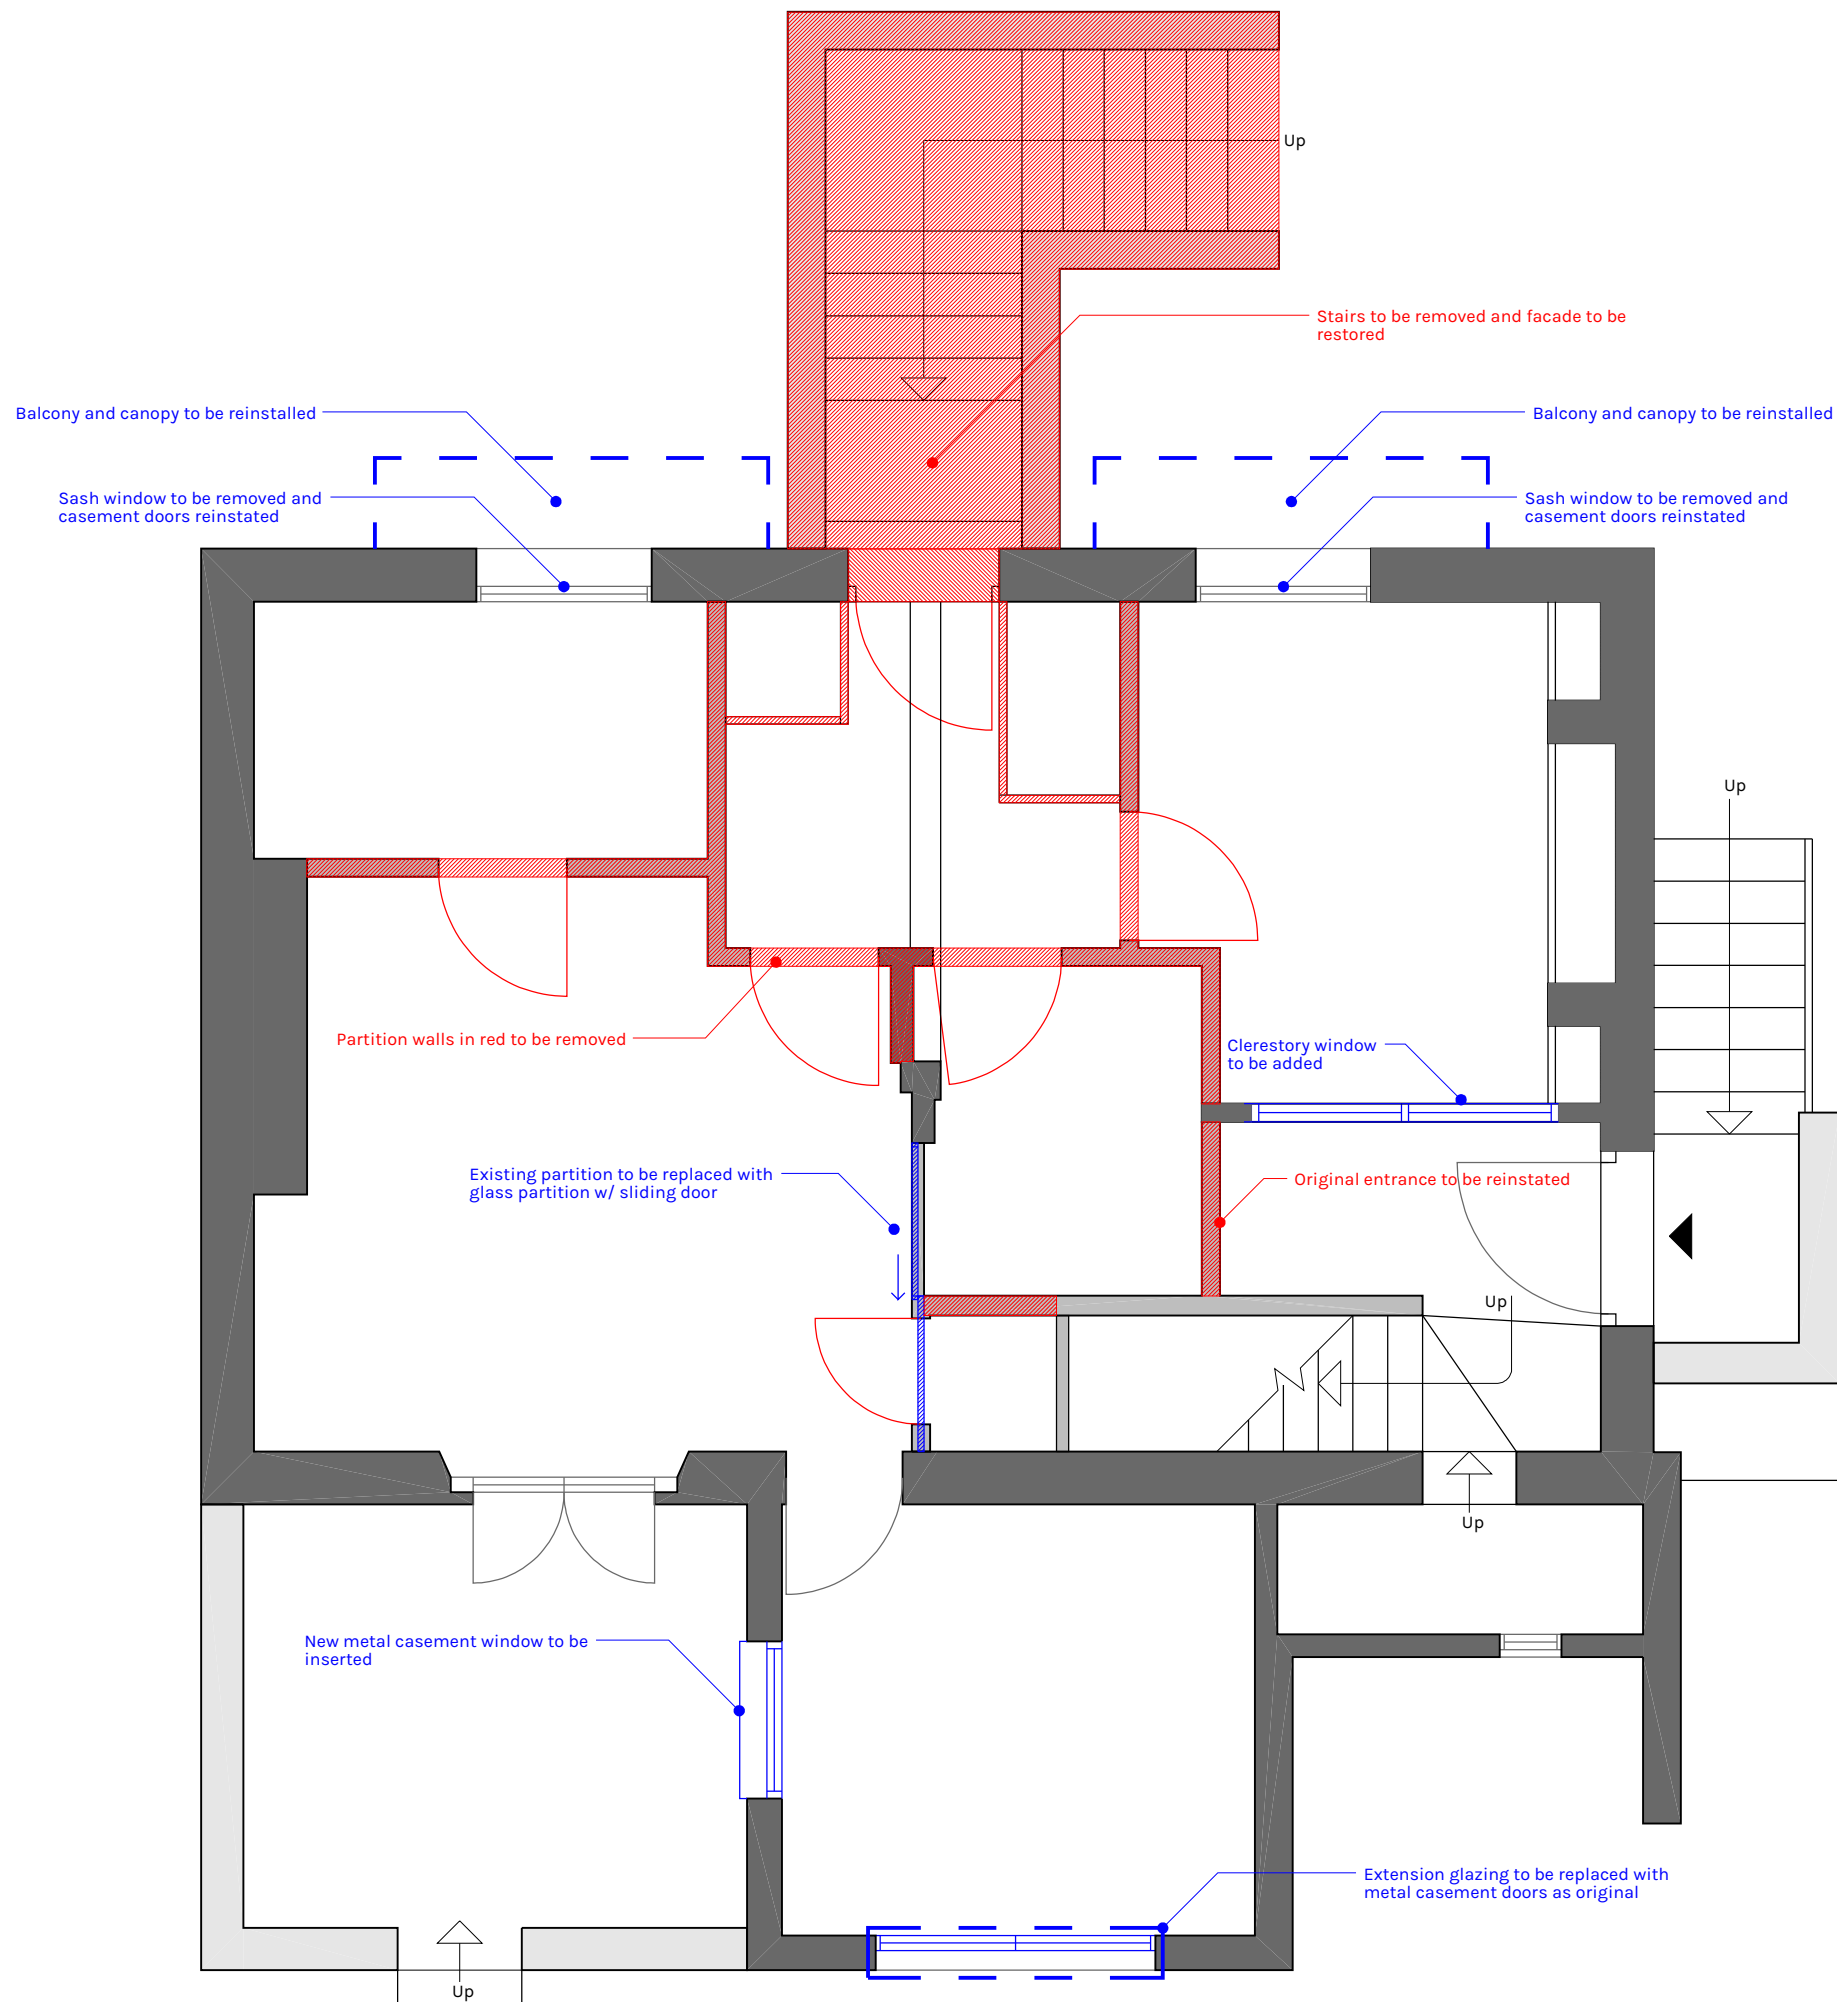 Up
Stairs to be removed and facade to be
restored
Balcony and canopy to be reinstalled
Balcony and canopy to be reinstalled
Sash window to be removed and
casement doors reinstated
Sash window to be removed and
casement doors reinstated
Up
Partition walls in red to be removed
Clerestory window
to be added
Existing partition to be replaced with
glass partition w/ sliding door
Original entrance to be reinstated
Up
Up
New metal casement window to be
inserted
Extension glazing to be replaced with
metal casement doors as original
Up